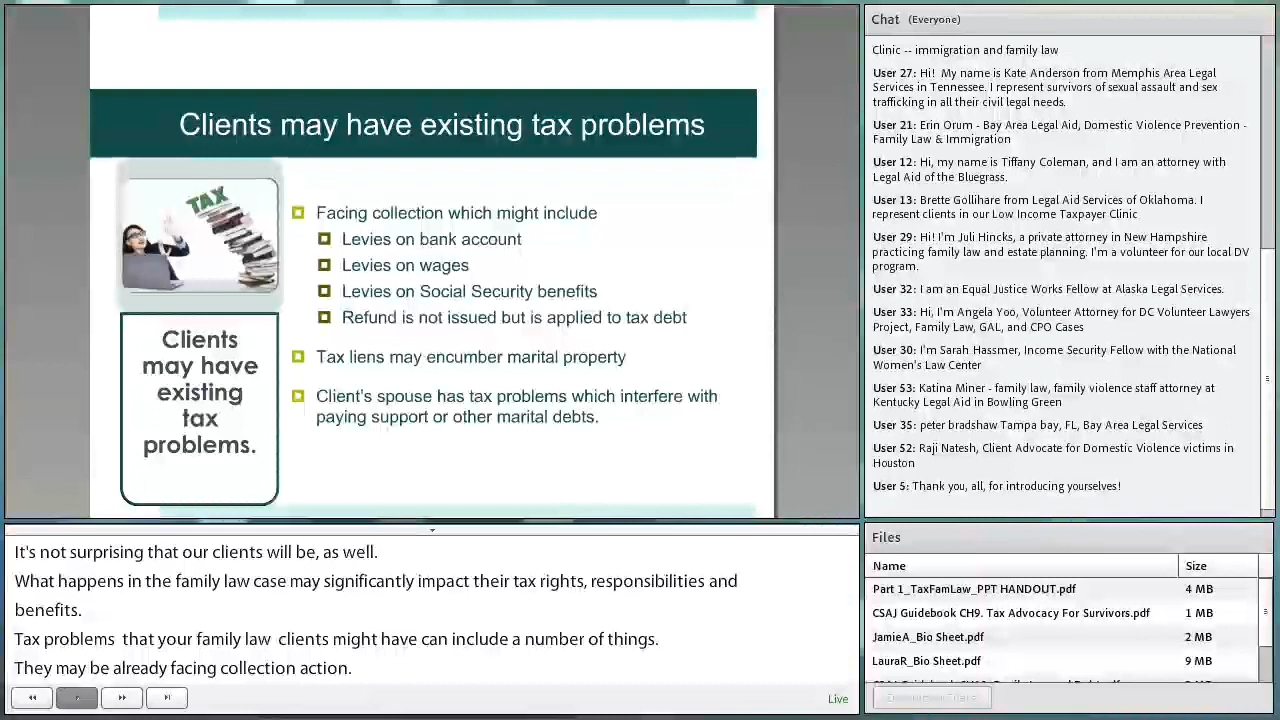 Clients may have existing tax problems
TAX
Clients
may have
existing
tax
problems.
Facing collection which might include
Levies on bank account
Levies on wages
Levies on Social Security benefits
Refund is not issued but is applied to tax debt
Tax liens may encumber marital property
Client's spouse has tax problems which interfere with
paying support or other marital debts.
It's not surprising that our clients will be, as well.
What happens in the family law case may significantly impact their tax rights, responsibilities and
benefits.
Tax problems that your family law clients might have can include a number of things.
They may be already facing collection action.
Live
Chat (Everyone)
Clinic -- immigration and family law
User 27: Hi! My name is Kate Anderson from Memphis Area Legal
Services in Tennessee. I represent survivors of sexual assault and sex
trafficking in all their civil legal needs.
User 21: Erin Orum - Bay Area Legal Aid, Domestic Violence Prevention -
Family Law & Immigration
User 12: Hi, my name is Tiffany Coleman, and I am an attorney with
Legal Aid of the Bluegrass.
User 13: Brette Gollihare from Legal Aid Services of Oklahoma. I
represent clients in our Low Income Taxpayer Clinic
User 29: Hi! I'm Juli Hincks, a private attorney in New Hampshire
practicing family law and estate planning. I'm a volunteer for our local DV
program.
User 32: I am an Equal Justice Works Fellow at Alaska Legal Services.
User 33: Hi, I'm Angela Yoo, Volunteer Attorney for DC Volunteer Lawyers
Project, Family Law, GAL, and CPO Cases
User 30: I'm Sarah Hassmer, Income Security Fellow with the National
Women's Law Center
User 53: Katina Miner - family law, family violence staff attorney at
Kentucky Legal Aid in Bowling Green
User 35: peter bradshaw Tampa bay, FL, Bay Area Legal Services
User 52: Raji Natesh, Client Advocate for Domestic Violence victims in
Houston
User 5: Thank you, all, for introducing yourselves!
Files
Name Size
Part 1_TaxFamLaw_PPT HANDOUT.pdf 4 MB
CSAJ Guidebook CH9. Tax Advocacy For Survivors.pdf 1 MB
JamieA_Bio Sheet.pdf 2 MB
LauraR_Bio Sheet.pdf 9 MB